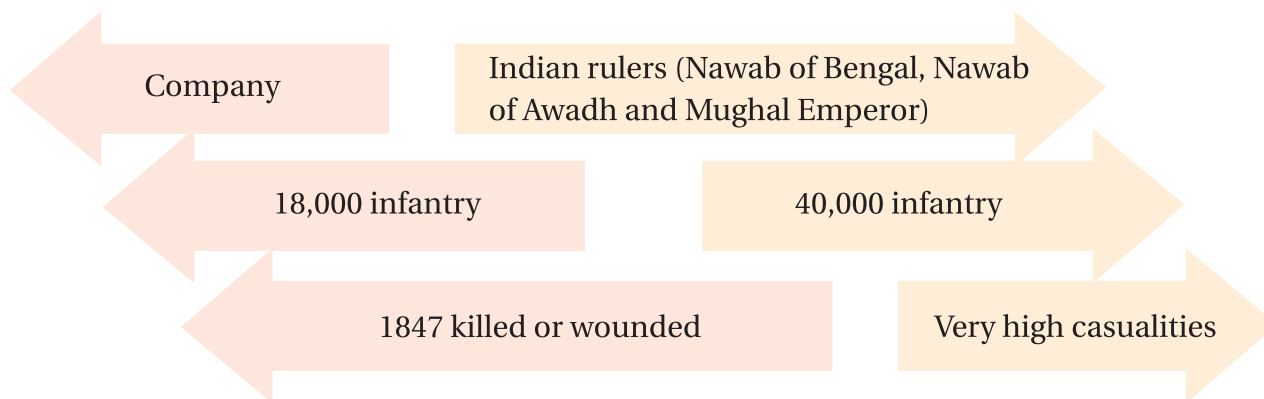 Company
Indian rulers (Nawab of Bengal, Nawab
of Awadh and Mughal Emperor)
18,000 infantry
40,000 infantry
1847 killed or wounded
Very high casualities